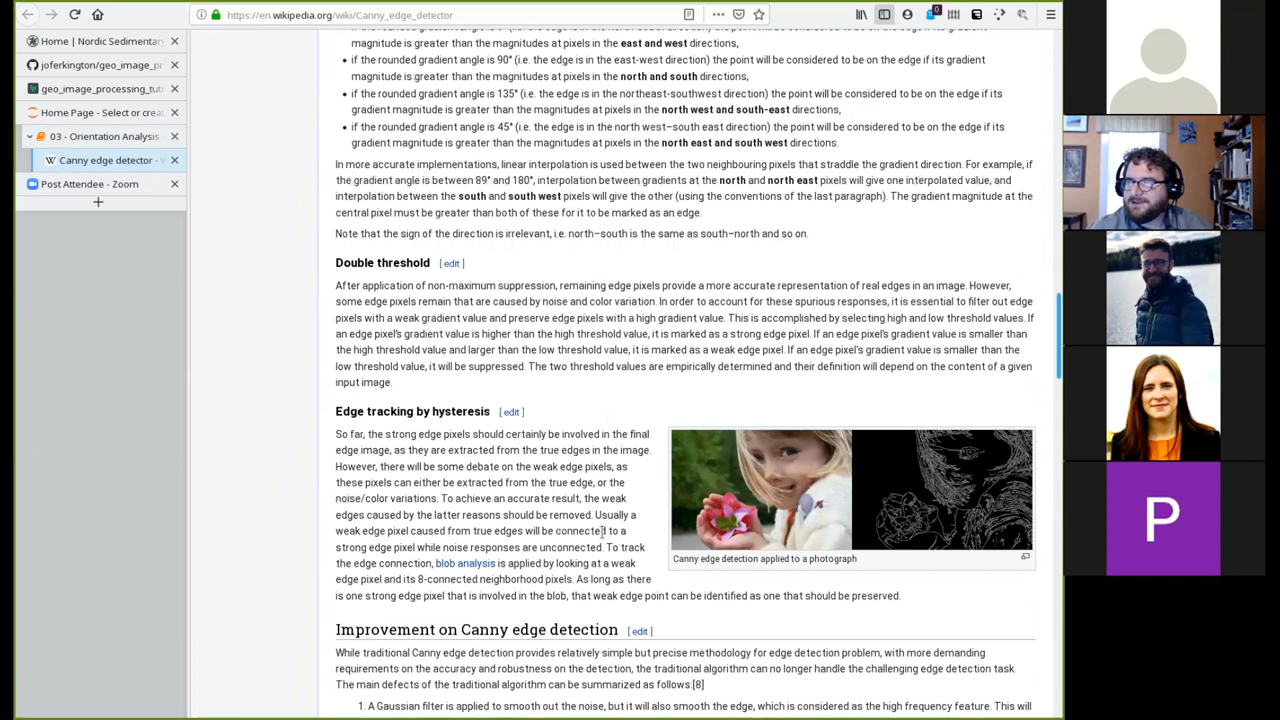 https://en.wikipedia.org/wiki/Canny_edge_detector
0
Home | Nordic Sedimentar
joferkington/geo_image_pr
geo_image_processing_tut
Home Page - Select or crea
03 - Orientation Analysis
Canny edge detector -
Post Attendee - Zoom
magnitude is greater than the magnitudes at pixels in the east and west directions,
• if the rounded gradient angle is 90° (i.e. the edge is in the east-west direction) the point will be considered to be on the edge if its gradient
magnitude is greater than the magnitudes at pixels in the north and south directions,
• if the rounded gradient angle is 135° (i.e. the edge is in the northeast-southwest direction) the point will be considered to be on the edge if its
gradient magnitude is greater than the magnitudes at pixels in the north west and south-east directions,
• if the rounded gradient angle is 45° (i.e. the edge is in the north west–south east direction) the point will be considered to be on the edge if its
gradient magnitude is greater than the magnitudes at pixels in the north east and south west directions.
In more accurate implementations, linear interpolation is used between the two neighbouring pixels that straddle the gradient direction. For example, if
the gradient angle is between 89° and 180°, interpolation between gradients at the north and north east pixels will give one interpolated value, and
interpolation between the south and south west pixels will give the other (using the conventions of the last paragraph). The gradient magnitude at the
central pixel must be greater than both of these for it to be marked as an edge.
Note that the sign of the direction is irrelevant, i.e. north–south is the same as south–north and so on.
Double threshold [ edit ]
After application of non-maximum suppression, remaining edge pixels provide a more accurate representation of real edges in an image. However,
some edge pixels remain that are caused by noise and color variation. In order to account for these spurious responses, it is essential to filter out edge
pixels with a weak gradient value and preserve edge pixels with a high gradient value. This is accomplished by selecting high and low threshold values. If
an edge pixel's gradient value is higher than the high threshold value, it is marked as a strong edge pixel. If an edge pixel's gradient value is smaller than
the high threshold value and larger than the low threshold value, it is marked as a weak edge pixel. If an edge pixel's gradient value is smaller than the
low threshold value, it will be suppressed. The two threshold values are empirically determined and their definition will depend on the content of a given
input image.
Edge tracking by hysteresis [ edit ]
So far, the strong edge pixels should certainly be involved in the final
edge image, as they are extracted from the true edges in the image.
However, there will be some debate on the weak edge pixels, as
these pixels can either be extracted from the true edge, or the
noise/color variations. To achieve an accurate result, the weak
edges caused by the latter reasons should be removed. Usually a
weak edge pixel caused from true edges will be connected to a
strong edge pixel while noise responses are unconnected. To track
the edge connection, blob analysis is applied by looking at a weak
edge pixel and its 8-connected neighborhood pixels. As long as there
is one strong edge pixel that is involved in the blob, that weak edge point can be identified as one that should be preserved.
Canny edge detection applied to a photograph
Improvement on Canny edge detection [ edit ]
While traditional Canny edge detection provides relatively simple but precise methodology for edge detection problem, with more demanding
requirements on the accuracy and robustness on the detection, the traditional algorithm can no longer handle the challenging edge detection task.
The main defects of the traditional algorithm can be summarized as follows:[8]
1. A Gaussian filter is applied to smooth out the noise, but it will also smooth the edge, which is considered as the high frequency feature. This will
P